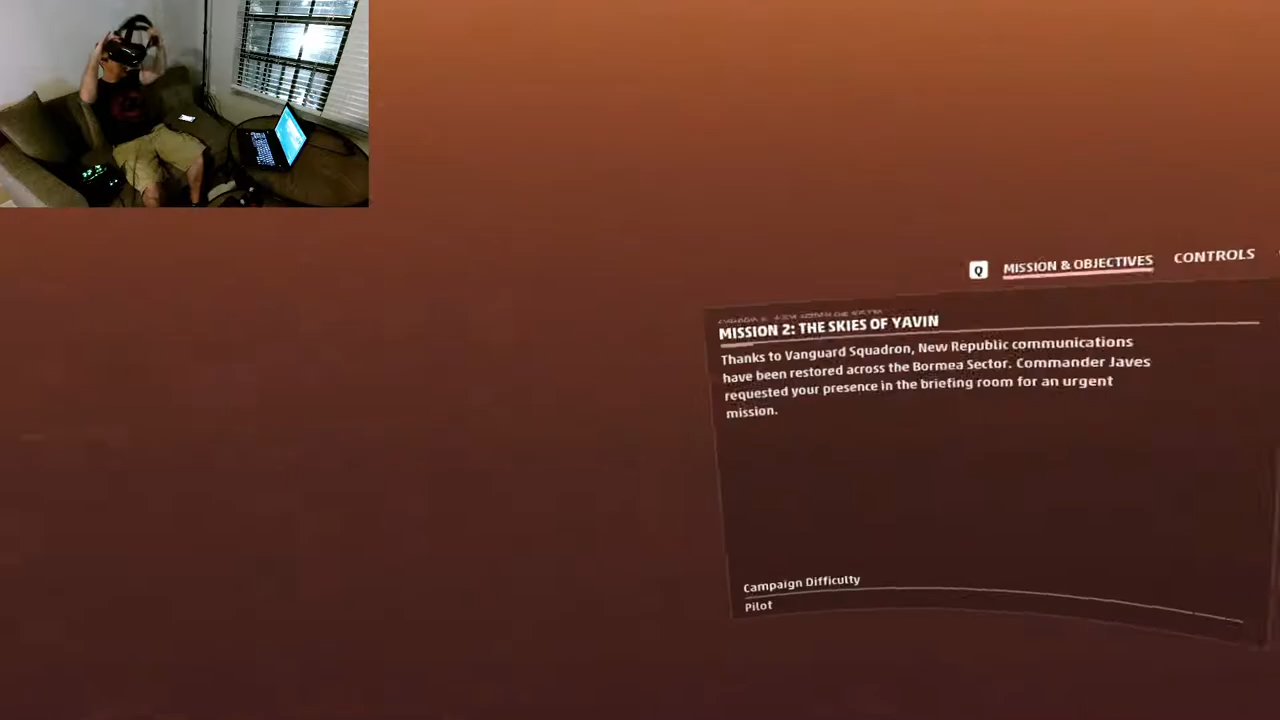 Q MISSION & OBJECTIVES CONTROLS
MISSION 2: THE SKIES OF YAVIN
Thanks to Vanguard Squadron, New Republic communications
have been restored across the Bormea Sector. Commander Javes
requested your presence in the briefing room for an urgent
mission.
Campaign Difficulty
Pilot